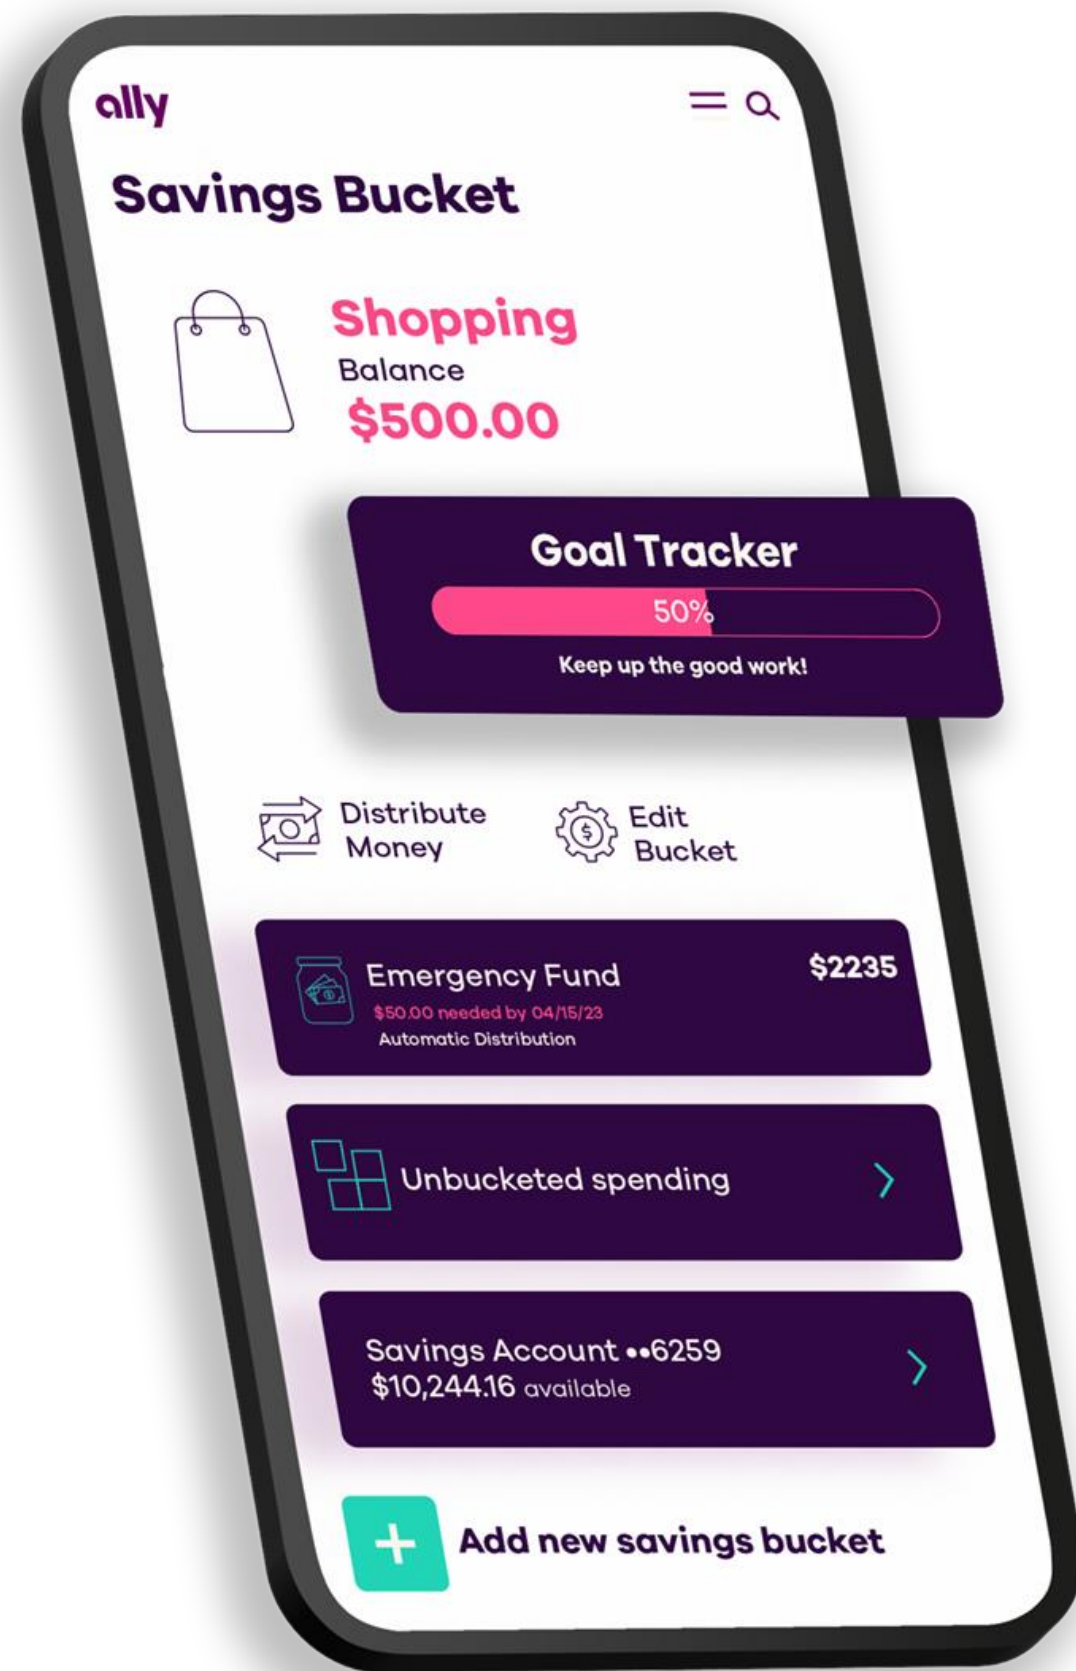 ally
Savings Bucket
Shopping
Balance
$500.00
Goal Tracker
50%
Keep up the good work!
Distribute
Money
Edit
Bucket
Emergency Fund
$2235
$50.00 needed by 04/15/23
Automatic Distribution
Unbucketed spending
Savings Account ••6259
$10,244.16 available
Add new savings bucket